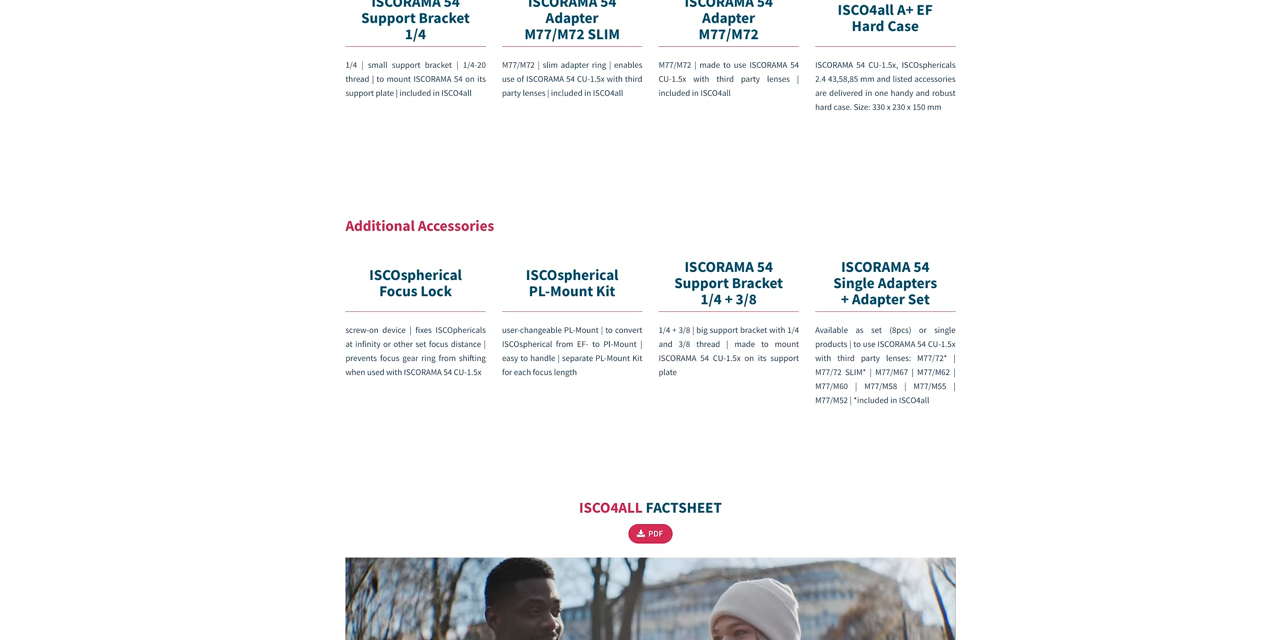 ISCORAMA 54
Support Bracket
1/4
1/4 | small support bracket | 1/4-20
thread | to mount ISCORAMA 54 on its
support plate | included in ISCO4all
ISCORAMA 54
Adapter
M77/M72 SLIM
M77/M72 | slim adapter ring | enables
use of ISCORAMA 54 CU-1.5x with third
party lenses | included in ISCO4all
ISCORAMA 54
Adapter
M77/M72
M77/M72 | made to use ISCORAMA 54
CU-1.5x with third party lenses |
included in ISCO4all
ISCO4all A+ EF
Hard Case
ISCORAMA 54 CU-1.5x, ISCOsphericals
2.4 43,58,85 mm and listed accessories
are delivered in one handy and robust
hard case. Size: 330 x 230 x 150 mm
Additional Accessories
ISCOspherical
Focus Lock
screw-on device | fixes ISCOphericals
at infinity or other set focus distance |
prevents focus gear ring from shifting
when used with ISCORAMA 54 CU-1.5x
ISCOspherical
PL-Mount Kit
user-changeable PL-Mount | to convert
ISCOspherical from EF- to Pl-Mount |
easy to handle | separate PL-Mount Kit
for each focus length
ISCORAMA 54
Support Bracket
1/4 + 3/8
1/4 + 3/8 | big support bracket with 1/4
and 3/8 thread | made to mount
ISCORAMA 54 CU-1.5x on its support
plate
ISCORAMA 54
Single Adapters
+ Adapter Set
Available as set (8pcs) or single
products | to use ISCORAMA 54 CU-1.5x
with third party lenses: M77/72* |
M77/72 SLIM* | M77/M67 | M77/M62 |
M77/M60 | M77/M58 | M77/M55 |
M77/M52 | *included in ISCO4all
ISCO4ALL FACTSHEET
PDF